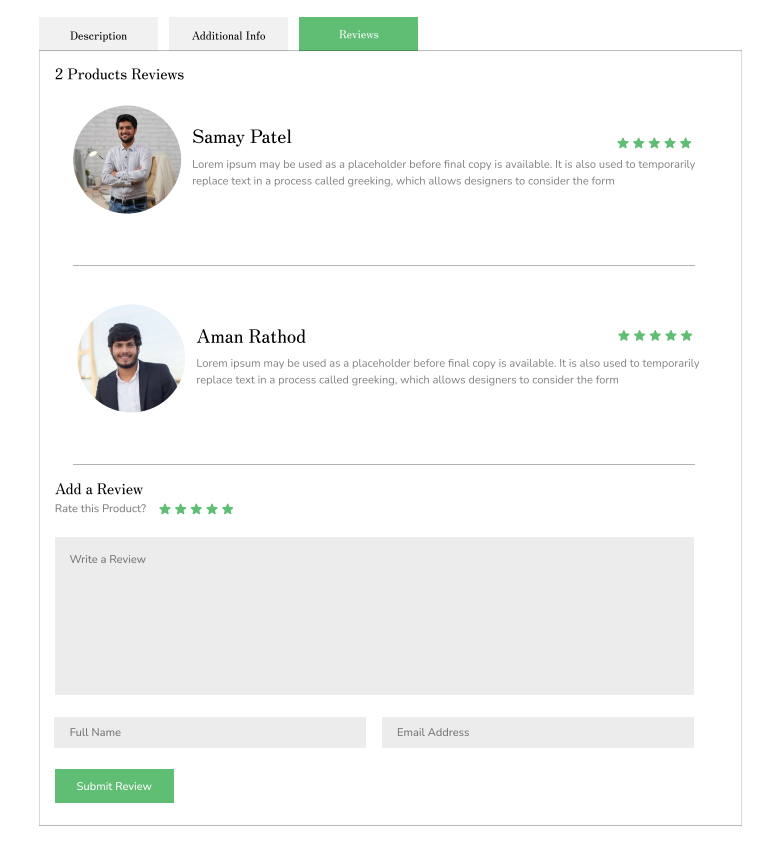 Description
Additional Info
Reviews
2 Products Reviews
Samay Patel
Lorem ipsum may be used as a placeholder before final copy is available. It is also used to temporarily
replace text in a process called greeking, which allows designers to consider the form
Aman Rathod
Lorem ipsum may be used as a placeholder before final copy is available. It is also used to temporarily
replace text in a process called greeking, which allows designers to consider the form
Add a Review
Rate this Product?
Write a Review
Full Name
Email Address
Submit Review